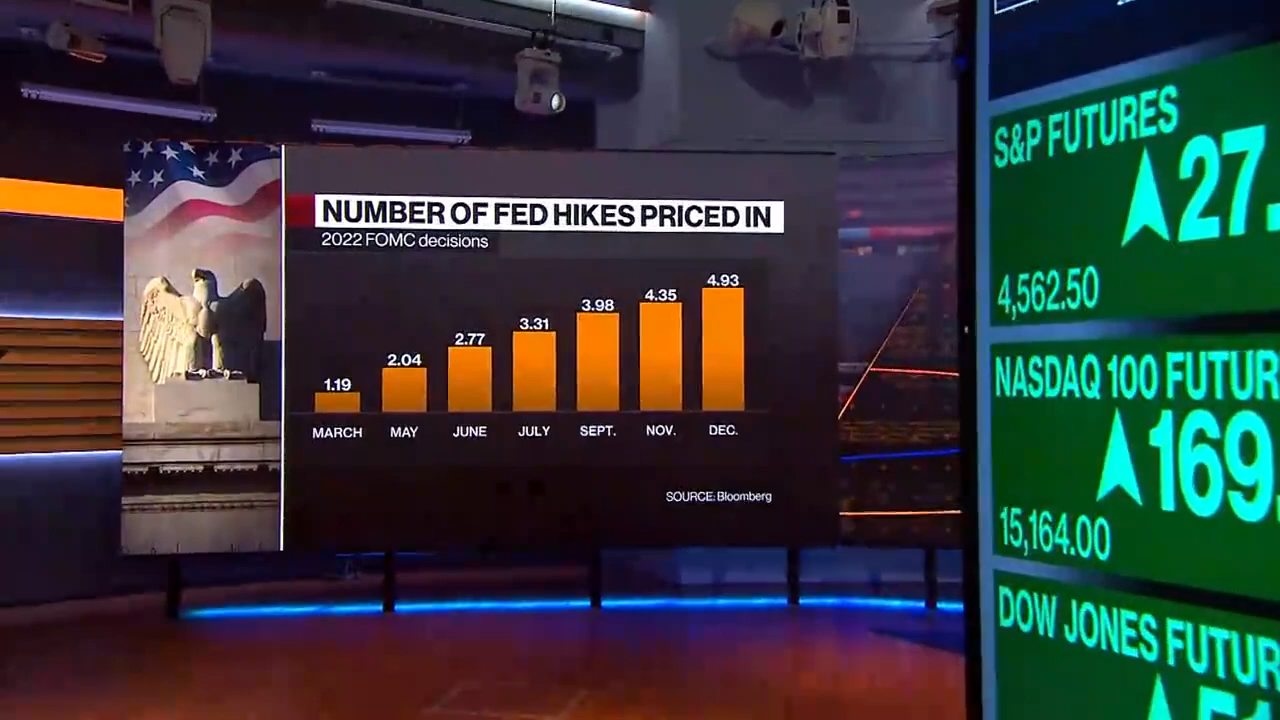 NUMBER OF FED HIKES PRICED IN
2022 FOMC decisions
1.19
2.04
2.77
3.31
3.98
4.35
4.93
MARCH
MAY
JUNE
JULY
SEPT.
NOV.
DEC.
SOURCE: Bloomberg
S&P FUTURES
27.
4,562.50
NASDAQ 100 FUTUR
169.
15,164.00
DOW JONES FUTUR